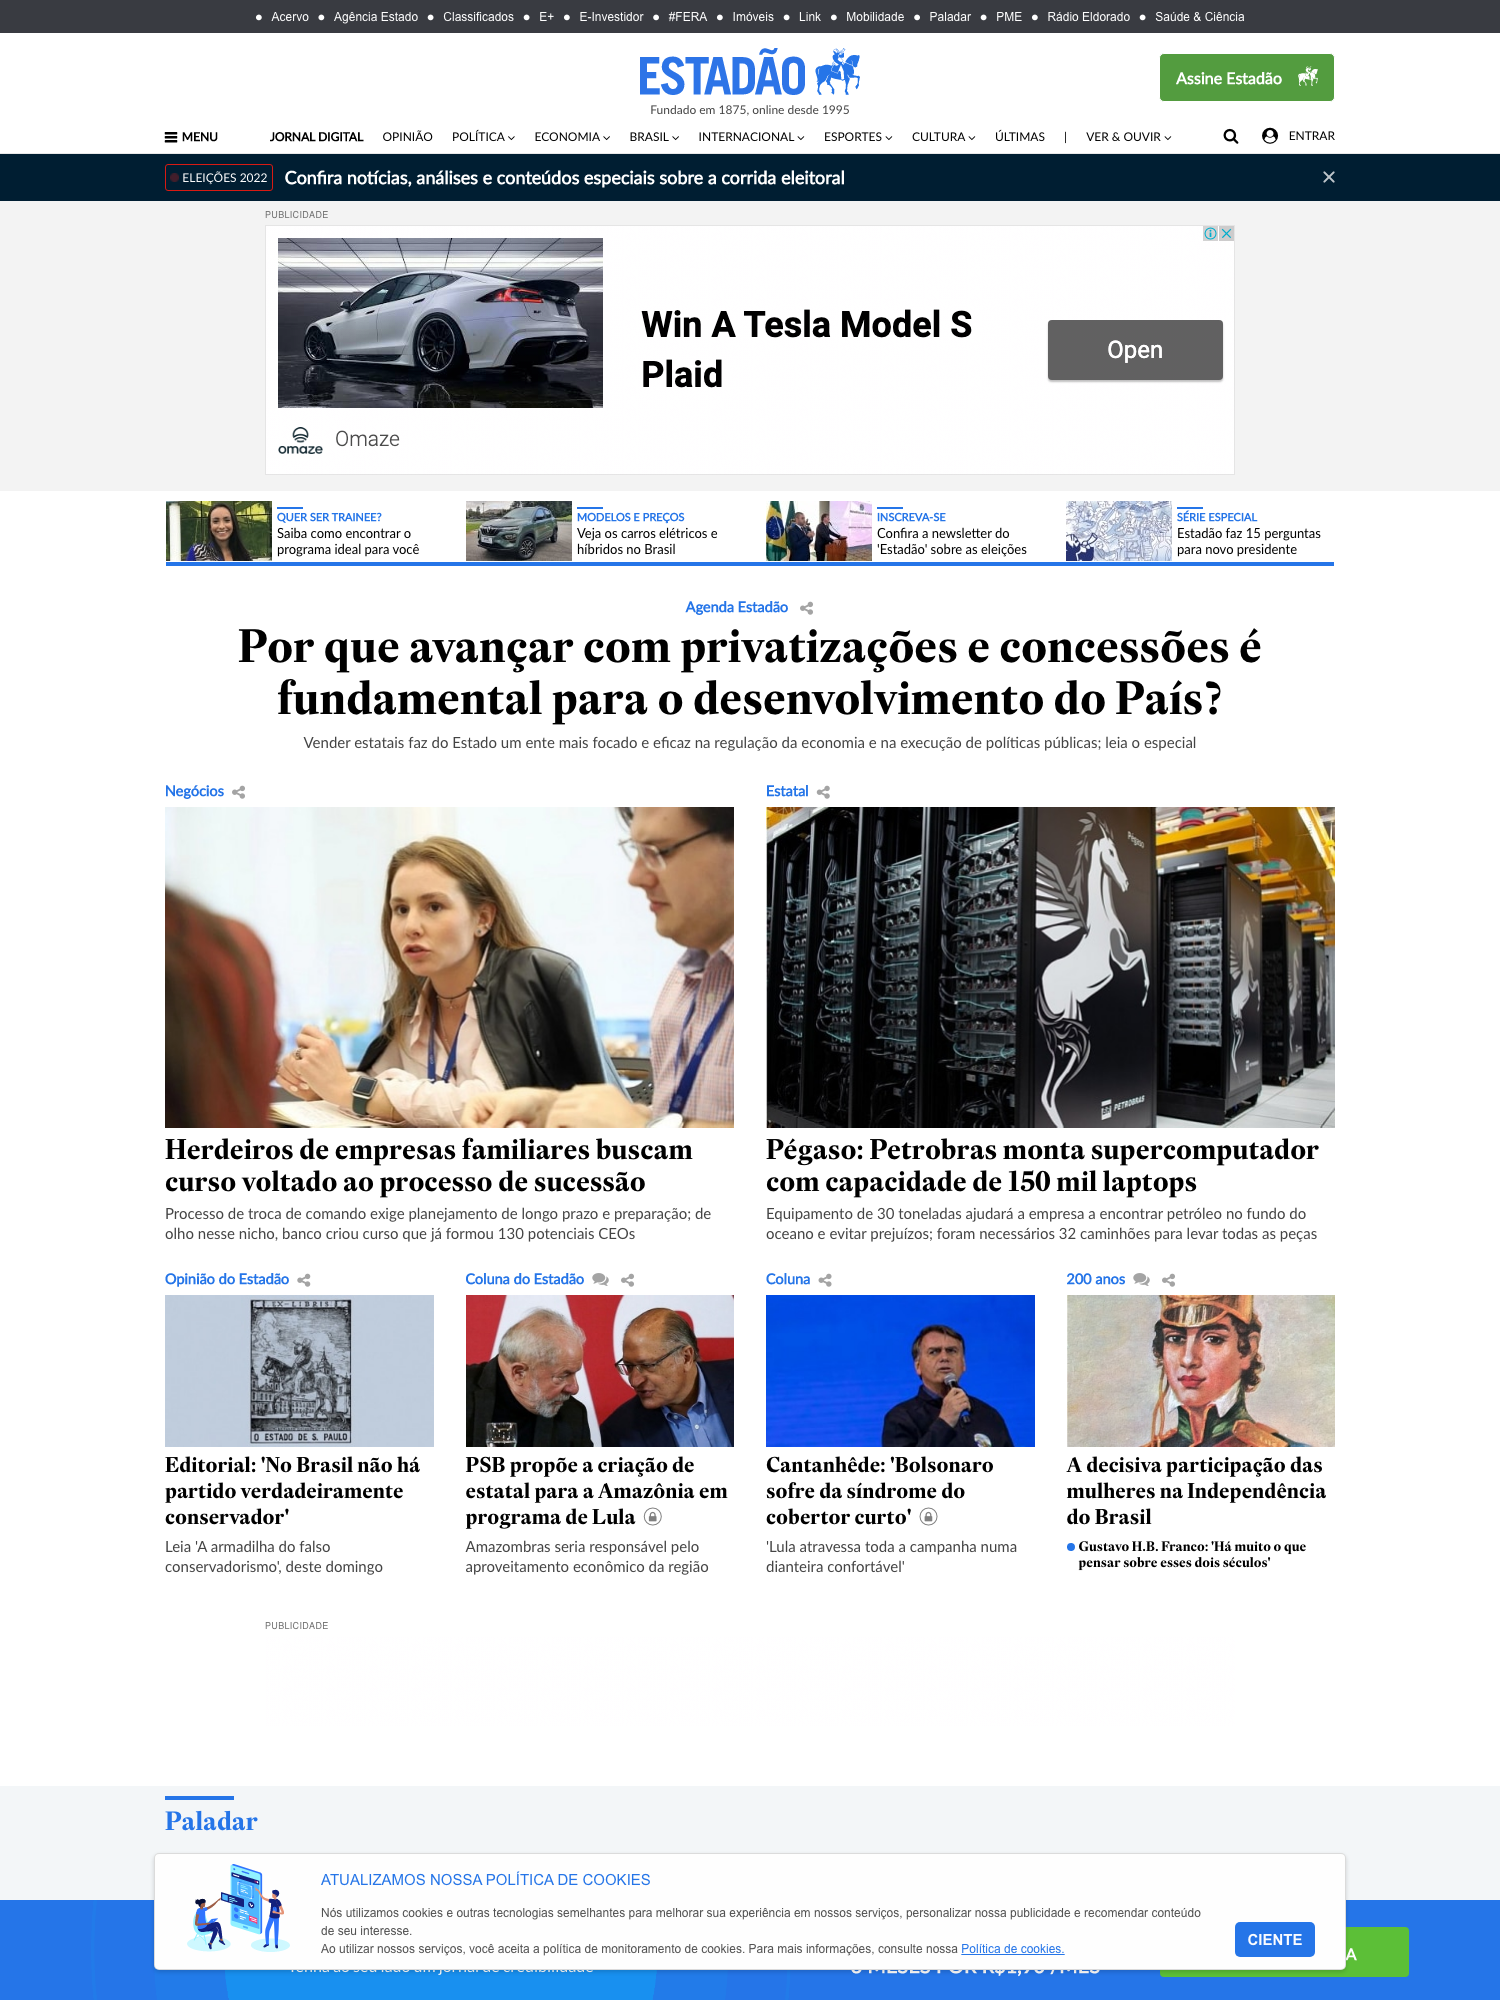 Acervo Agência Estado Classificados E+ E-Investidor #FERA Imóveis Link Mobilidade Paladar PME Rádio Eldorado Saúde & Ciência
ESTADÃO
Fundado em 1875, online desde 1995
Assine Estadão
MENU JORNAL DIGITAL OPINIÃO POLÍTICA ECONOMIA BRASIL INTERNACIONAL ESPORTES CULTURA ÚLTIMAS | VER & OUVIR ENTRAR
ELEIÇÕES 2022 Confira notícias, análises e conteúdos especiais sobre a corrida eleitoral
PUBLICIDADE
Win A Tesla Model S
Plaid
Open
omaze Omaze
QUER SER TRAINEE?
Saiba como encontrar o
programa ideal para você
MODELOS E PREÇOS
Veja os carros elétricos e
híbridos no Brasil
INSCREVA-SE
Confira a newsletter do
'Estadão' sobre as eleições
SÉRIE ESPECIAL
Estadão faz 15 perguntas
para novo presidente
Agenda Estadão
Por que avançar com privatizações e concessões é
fundamental para o desenvolvimento do País?
Vender estatais faz do Estado um ente mais focado e eficaz na regulação da economia e na execução de políticas públicas; leia o especial
Negócios
Herdeiros de empresas familiares buscam
curso voltado ao processo de sucessão
Processo de troca de comando exige planejamento de longo prazo e preparação; de
olho nesse nicho, banco criou curso que já formou 130 potenciais CEOs
Estatal
Pégaso
PETROBRAS
Pégaso: Petrobras monta supercomputador
com capacidade de 150 mil laptops
Equipamento de 30 toneladas ajudará a empresa a encontrar petróleo no fundo do
oceano e evitar prejuízos; foram necessários 32 caminhões para levar todas as peças
Opinião do Estadão
EX-LIBRIS
O ESTADO DE S. PAULO
Editorial: 'No Brasil não há
partido verdadeiramente
conservador'
Leia 'A armadilha do falso
conservadorismo', deste domingo
Coluna do Estadão
PSB propõe a criação de
estatal para a Amazônia em
programa de Lula
Amazombras seria responsável pelo
aproveitamento econômico da região
Coluna
Cantanhêde: 'Bolsonaro
sofre da síndrome do
cobertor curto'
'Lula atravessa toda a campanha numa
dianteira confortável'
200 anos
A decisiva participação das
mulheres na Independência
do Brasil
Gustavo H.B. Franco: 'Há muito o que
pensar sobre esses dois séculos'
PUBLICIDADE
Paladar
ATUALIZAMOS NOSSA POLÍTICA DE COOKIES
Nós utilizamos cookies e outras tecnologias semelhantes para melhorar sua experiência em nossos serviços, personalizar nossa publicidade e recomendar conteúdo
de seu interesse.
Ao utilizar nossos serviços, você aceita a política de monitoramento de cookies. Para mais informações, consulte nossa Política de cookies.
CIENTE
A